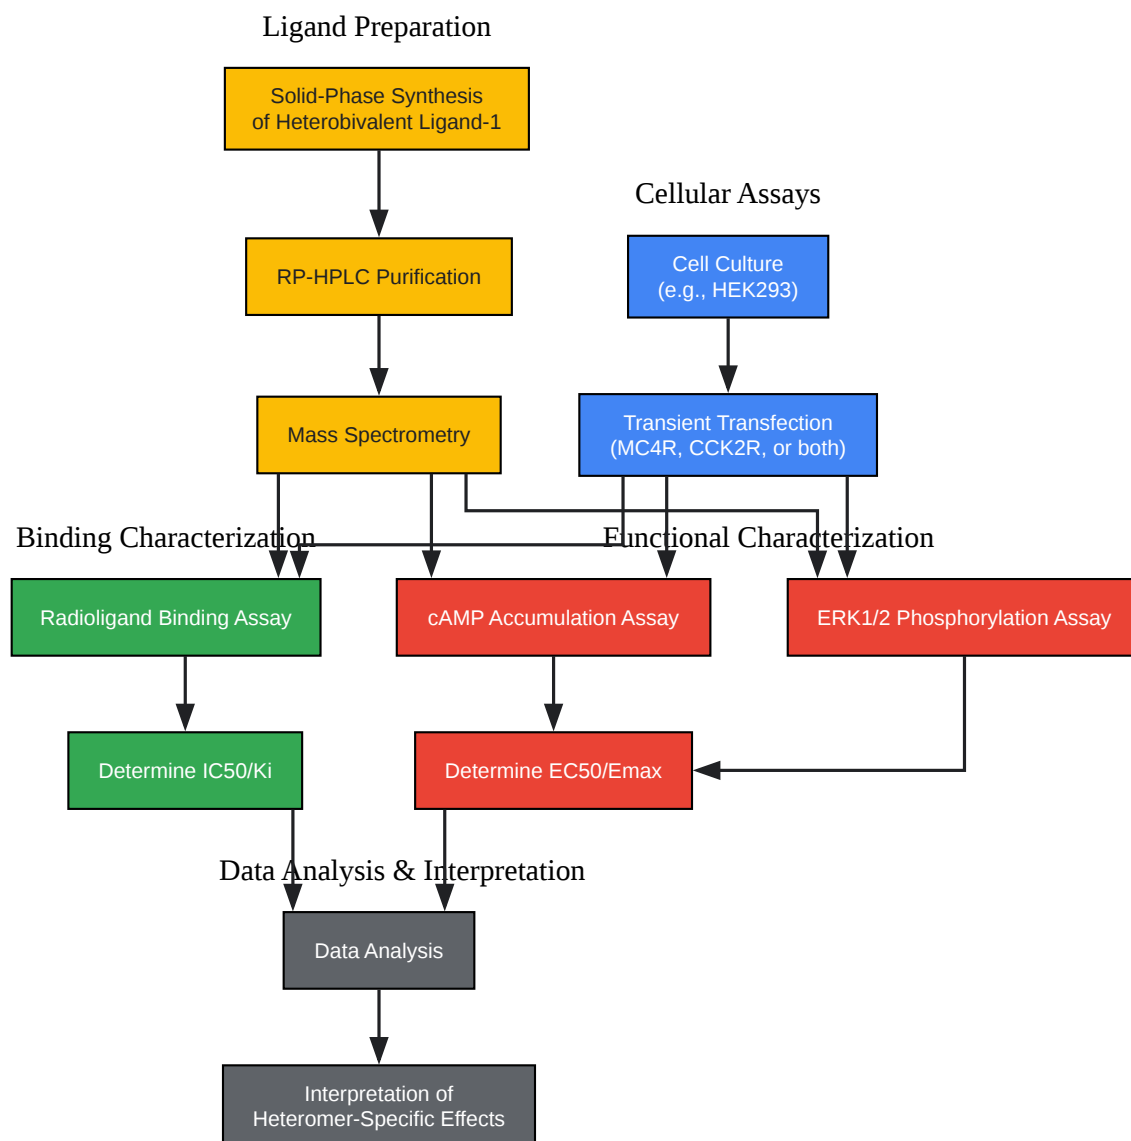 Ligand Preparation
Solid-Phase Synthesis
of Heterobivalent Ligand-1
Cellular Assays
RP-HPLC Purification
Cell Culture
(e.g., HEK293)
Mass Spectrometry
Transient Transfection
(MC4R, CCK2R, or both)
Binding Characterization
Functional Characterization
Radioligand Binding Assay
cAMP Accumulation Assay
ERK1/2 Phosphorylation Assay
Determine IC50/Ki
Determine EC50/Emax
Data Analysis & Interpretation
Data Analysis
Interpretation of
Heteromer-Specific Effects